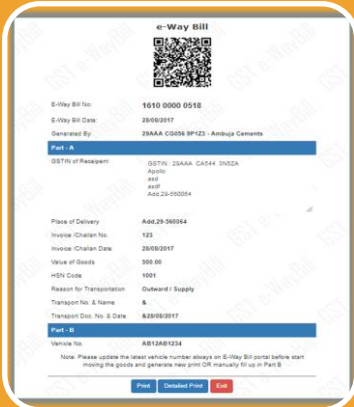 e-Way Bill
E-Way Bill No: 1610 0000 0518
E-Way Bill Date: 28/08/2017
Generated By: 29AAA CG056 9P1Z3 - Ambuja Cements
Part - A
GSTIN of Receipent GSTIN : 29AAA CA544 3N5ZA
Apollo
asd
asdf
Add,29-560064
Place of Delivery Add,29-560064
Invoice /Challan No. 123
Invoice /Challan Date 28/08/2017
Value of Goods 500.00
HSN Code 1001
Reason for Transportation Outward / Supply
Transport No. & Name &
Transport Doc. No. & Date &28/08/2017
Part - B
Vehicle No. AB12AB1234
Note: Please update the latest vehicle number always on E-Way Bill portal before start
moving the goods and generate new print OR manually fill up in Part B
Print Detailed Print Exit